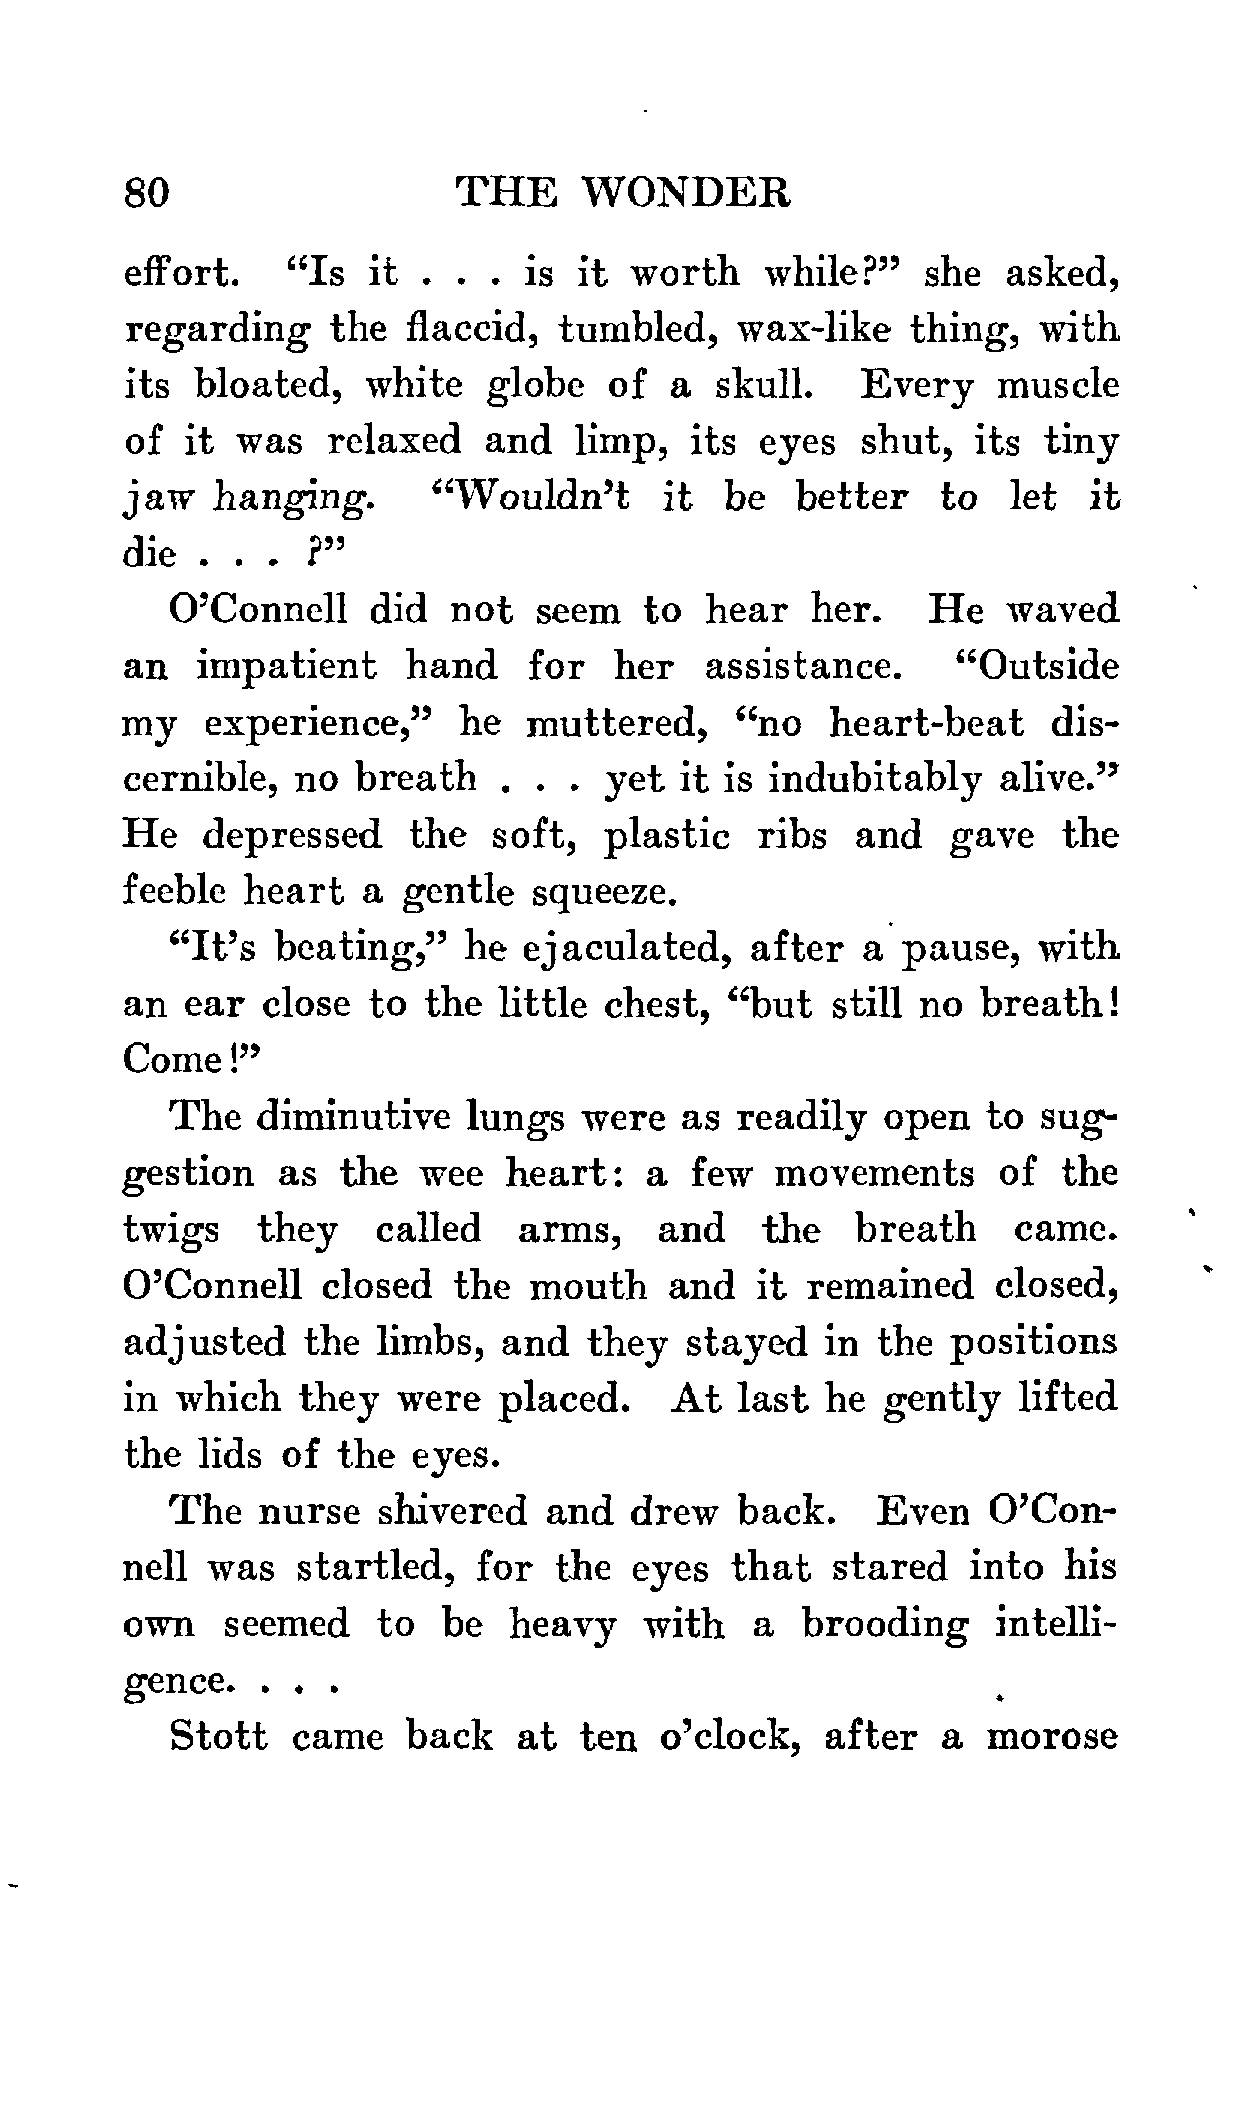 80 THE WONDER
effort. "Is it . . . is it worth while?" she asked,
regarding the flaccid, tumbled, wax-like thing, with
its bloated, white globe of a skull. Every muscle
of it was relaxed and limp, its eyes shut, its tiny
jaw hanging. "Wouldn't it be better to let it
die . . . ?"
O'Connell did not seem to hear her. He waved
an impatient hand for her assistance. "Outside
my experience," he muttered, "no heart-beat dis-
cernible, no breath . . . yet it is indubitably alive."
He depressed the soft, plastic ribs and gave the
feeble heart a gentle squeeze.
"It's beating," he ejaculated, after a pause, with
an ear close to the little chest, "but still no breath!
Come!"
The diminutive lungs were as readily open to sug-
gestion as the wee heart: a few movements of the
twigs they called arms, and the breath came.
O'Connell closed the mouth and it remained closed,
adjusted the limbs, and they stayed in the positions
in which they were placed. At last he gently lifted
the lids of the eyes.
The nurse shivered and drew back. Even O'Con-
nell was startled, for the eyes that stared into his
own seemed to be heavy with a brooding intelli-
gence. . . .
Stott came back at ten o'clock, after a morose